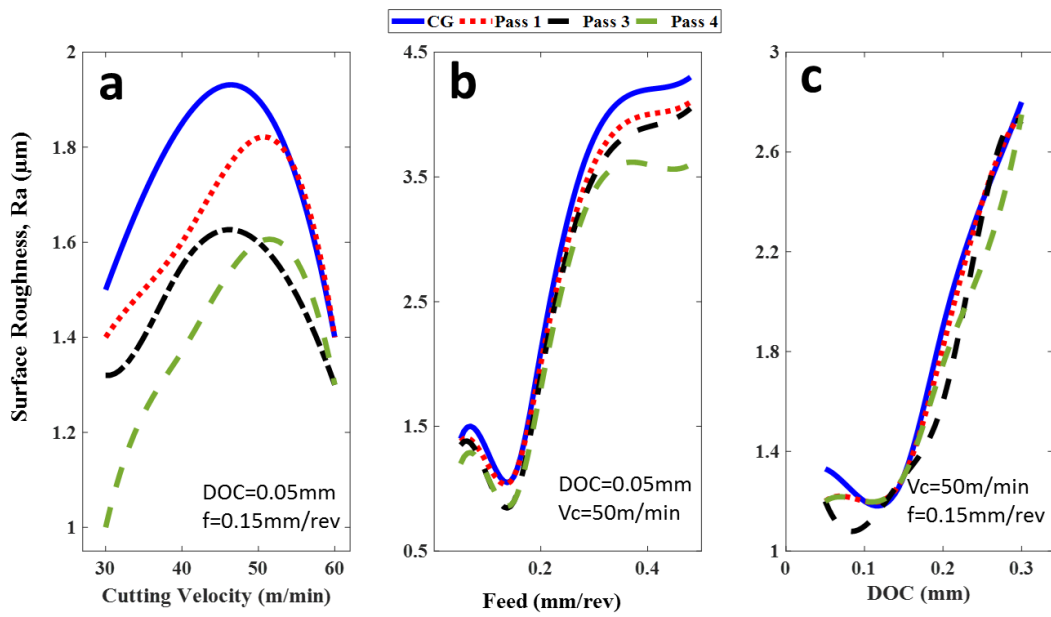 CG Pass 1 Pass 3 Pass 4
Surface Roughness, Ra (µm)
a
2
1.8
1.6
1.4
1.2
1
DOC=0.05mm
f=0.15mm/rev
30 40 50 60
Cutting Velocity (m/min)
b
4.5
3.5
2.5
1.5
0.5
DOC=0.05mm
Vc=50m/min
0.2 0.4
Feed (mm/rev)
c
3
2.6
2.2
1.8
1.4
1
Vc=50m/min
f=0.15mm/rev
0 0.1 0.2 0.3
DOC (mm)